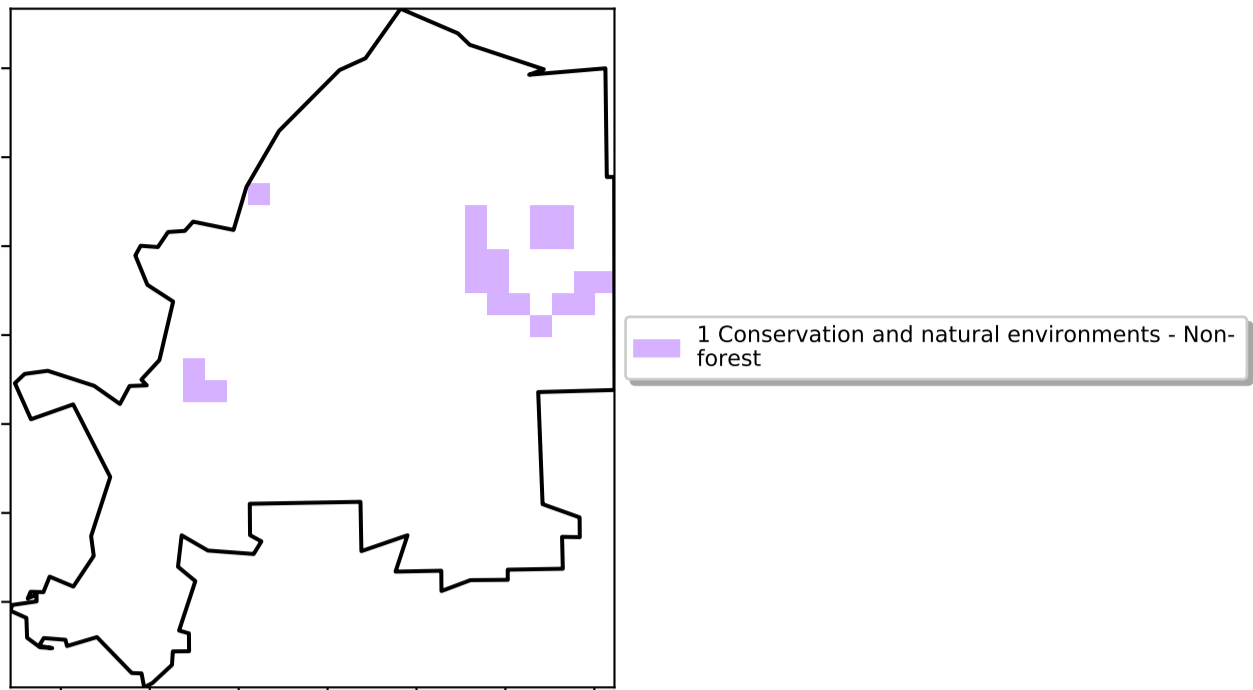 1 Conservation and natural environments - Non-
forest